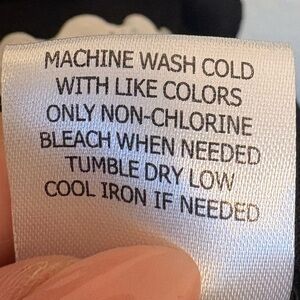 MACHINE WASH COLD
WITH LIKE COLORS
ONLY NON-CHLORINE
BLEACH WHEN NEEDED
TUMBLE DRY LOW
COOL IRON IF NEEDED